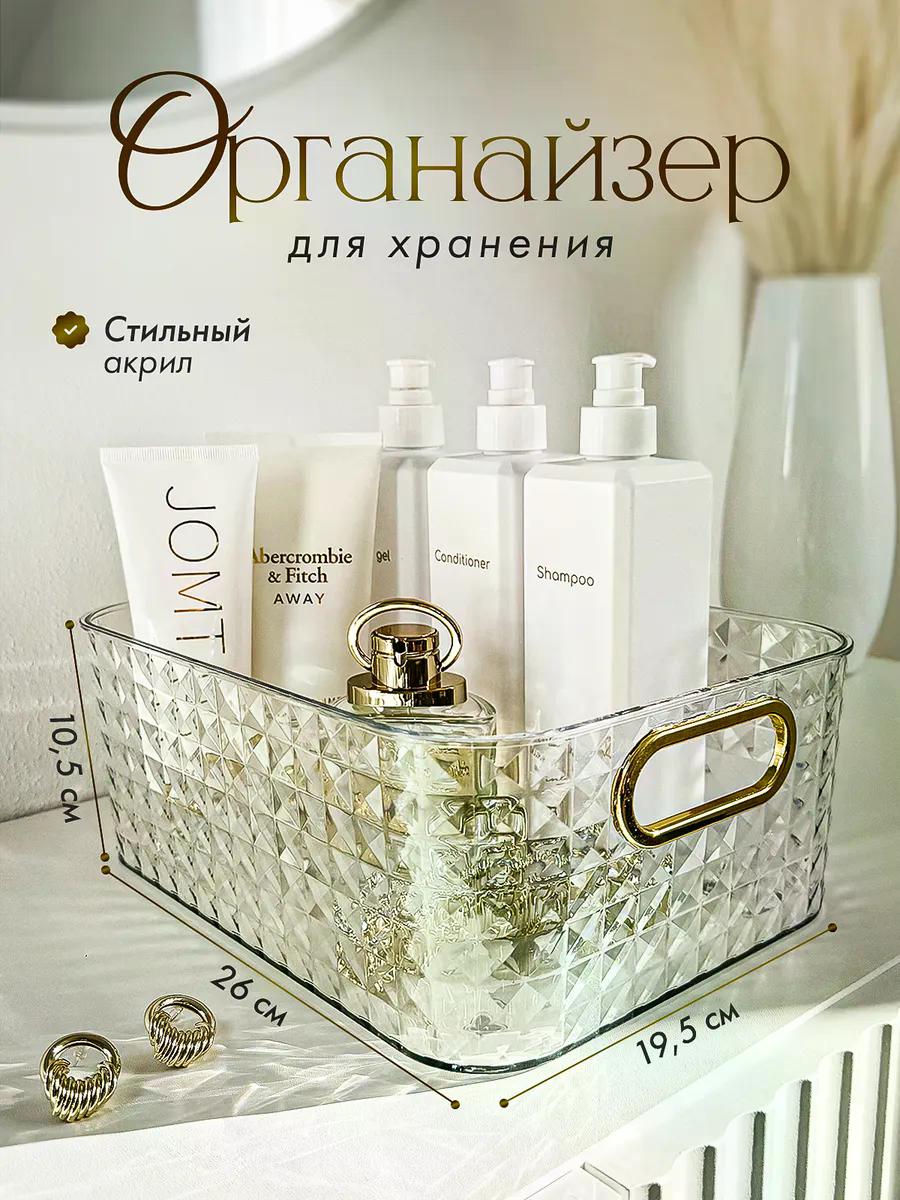 Органайзер
для хранения
Стильный
акрил
JOMT
Abercrombie
& Fitch
AWAY
gel
Conditioner
Shampoo
10,5 см
26 см
19,5 см